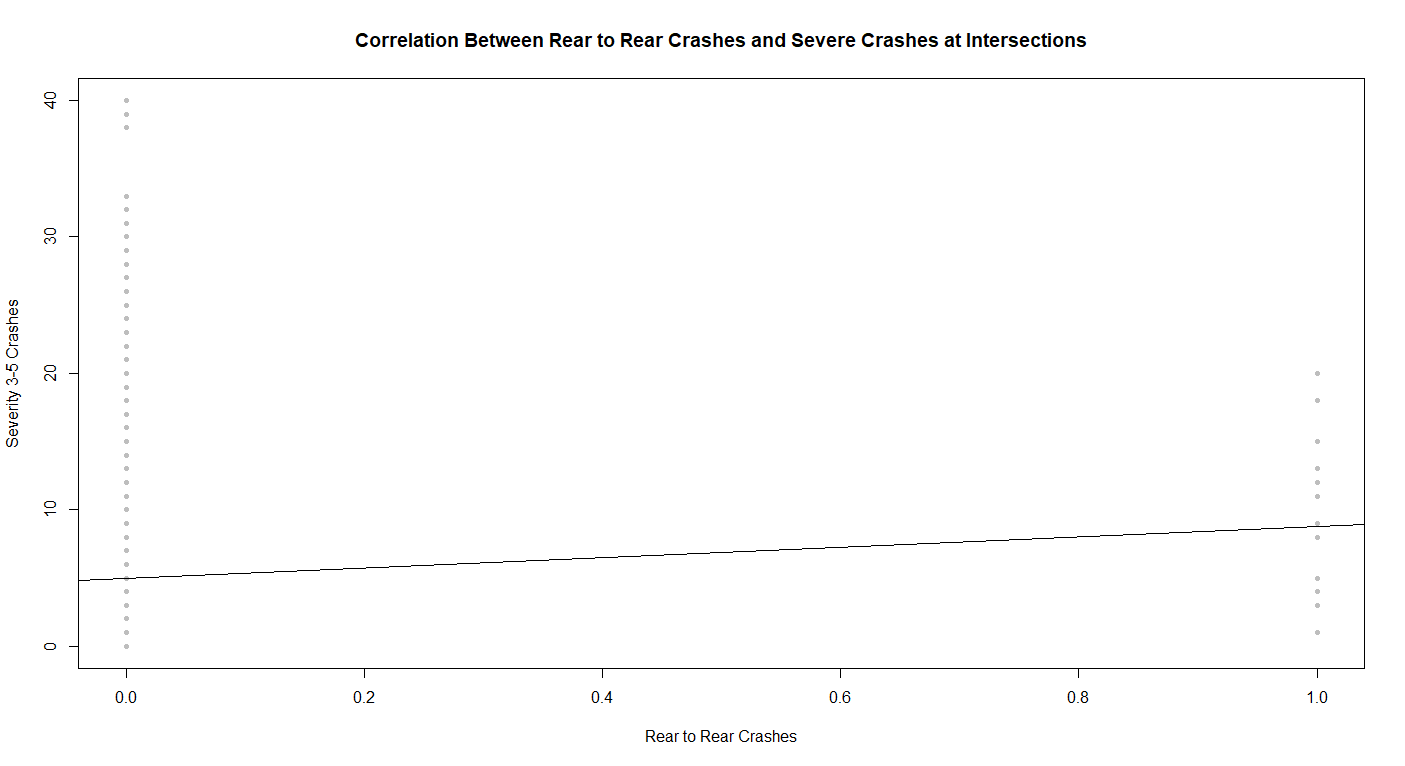 Correlation Between Rear to Rear Crashes and Severe Crashes at Intersections
40
30
20
10
0
Severity 3-5 Crashes
0.0 0.2 0.4 0.6 0.8 1.0
Rear to Rear Crashes